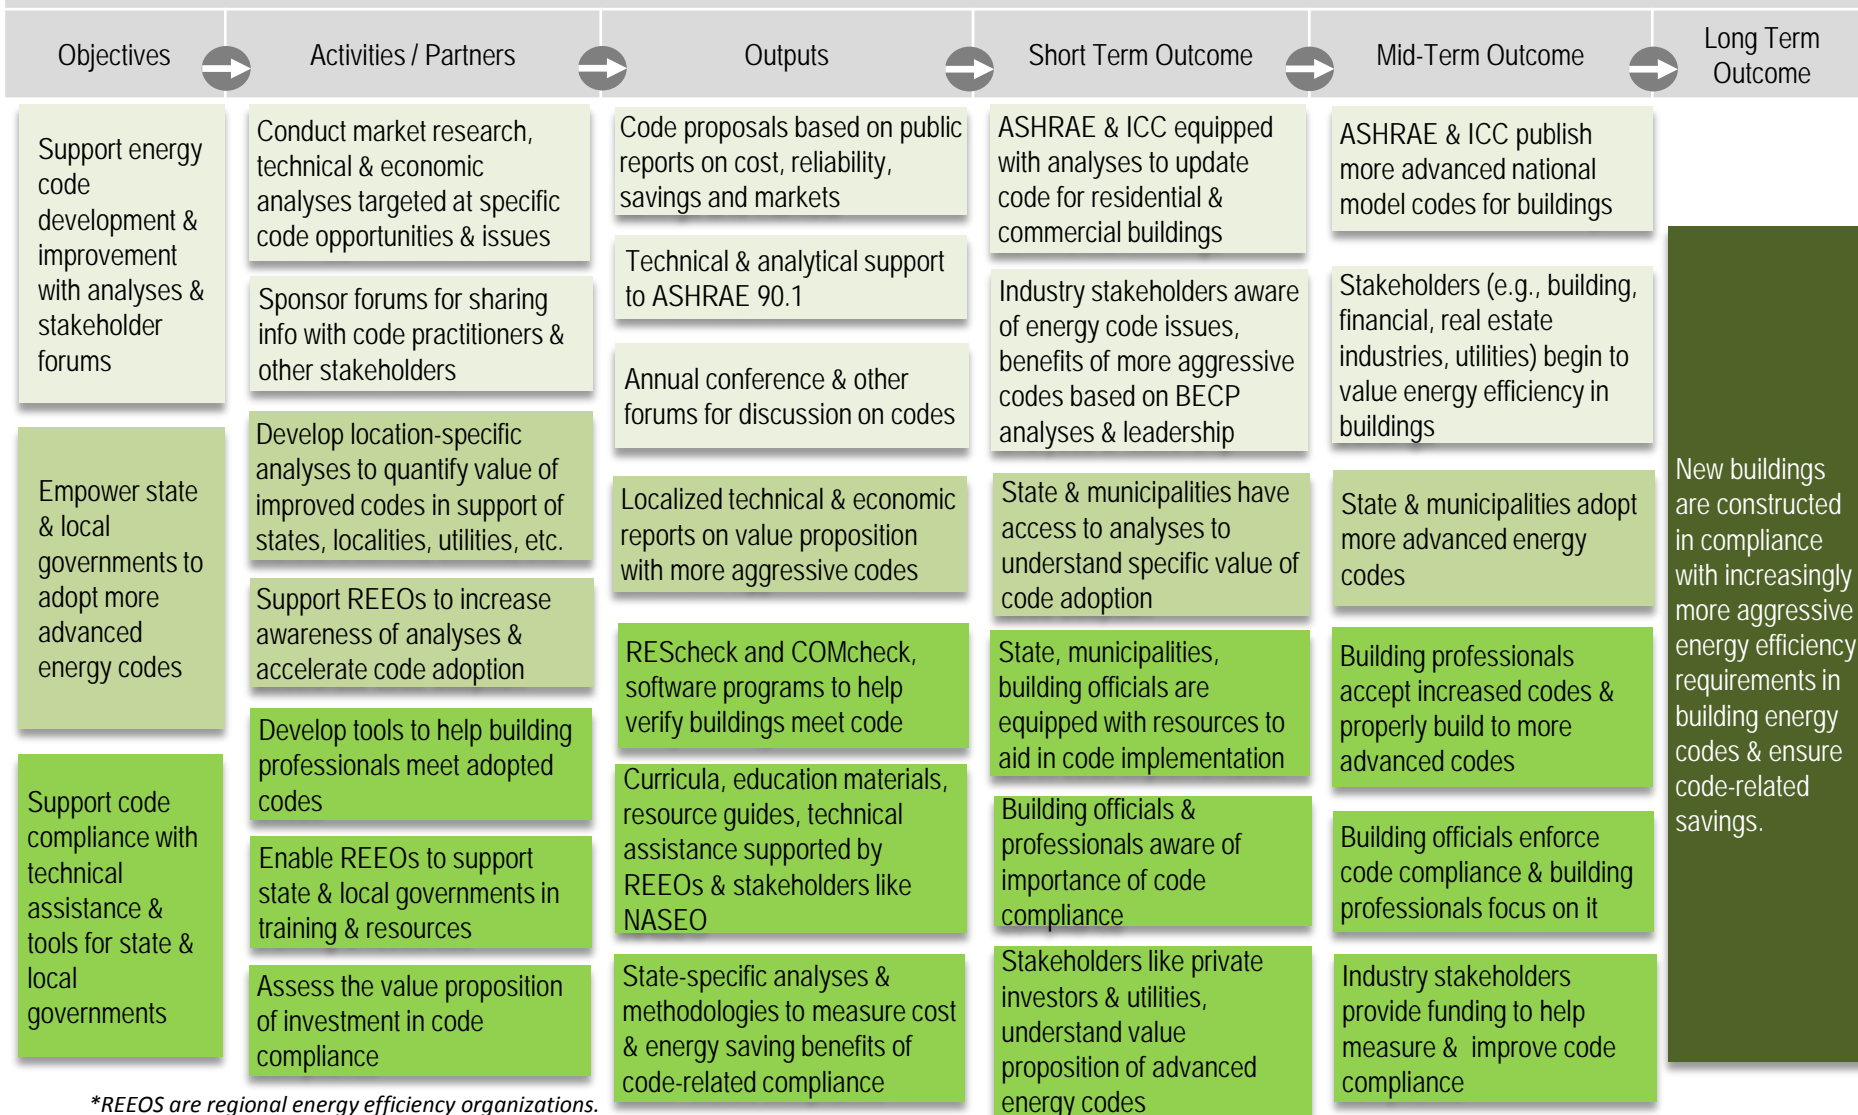 Objectives
Activities / Partners
Outputs
Short Term Outcome
Mid-Term Outcome
Long Term
Outcome
Support energy
code
development &
improvement
with analyses &
stakeholder
forums
Empower state
& local
governments to
adopt more
advanced
energy codes
Support code
compliance with
technical
assistance &
tools for state &
local
governments
Conduct market research,
technical & economic
analyses targeted at specific
code opportunities & issues
Sponsor forums for sharing
info with code practitioners &
other stakeholders
Develop location-specific
analyses to quantify value of
improved codes in support of
states, localities, utilities, etc.
Support REEOs to increase
awareness of analyses &
accelerate code adoption
Develop tools to help building
professionals meet adopted
codes
Enable REEOs to support
state & local governments in
training & resources
Assess the value proposition
of investment in code
compliance
Code proposals based on public
reports on cost, reliability,
savings and markets
Technical & analytical support
to ASHRAE 90.1
Annual conference & other
forums for discussion on codes
Localized technical & economic
reports on value proposition
with more aggressive codes
REScheck and COMcheck,
software programs to help
verify buildings meet code
Curricula, education materials,
resource guides, technical
assistance supported by
REEOs & stakeholders like
NASEO
State-specific analyses &
methodologies to measure cost
& energy saving benefits of
code-related compliance
ASHRAE & ICC equipped
with analyses to update
code for residential &
commercial buildings
Industry stakeholders aware
of energy code issues,
benefits of more aggressive
codes based on BECP
analyses & leadership
State & municipalities have
access to analyses to
understand specific value of
code adoption
State, municipalities,
building officials are
equipped with resources to
aid in code implementation
Building officials &
professionals aware of
importance of code
compliance
Stakeholders like private
investors & utilities,
understand value
proposition of advanced
energy codes
ASHRAE & ICC publish
more advanced national
model codes for buildings
Stakeholders (e.g., building,
financial, real estate
industries, utilities) begin to
value energy efficiency in
buildings
State & municipalities adopt
more advanced energy
codes
Building professionals
accept increased codes &
properly build to more
advanced codes
Building officials enforce
code compliance & building
professionals focus on it
Industry stakeholders
provide funding to help
measure & improve code
compliance
New buildings
are constructed
in compliance
with increasingly
more aggressive
energy efficiency
requirements in
building energy
codes & ensure
code-related
savings.
*REEOS are regional energy efficiency organizations.